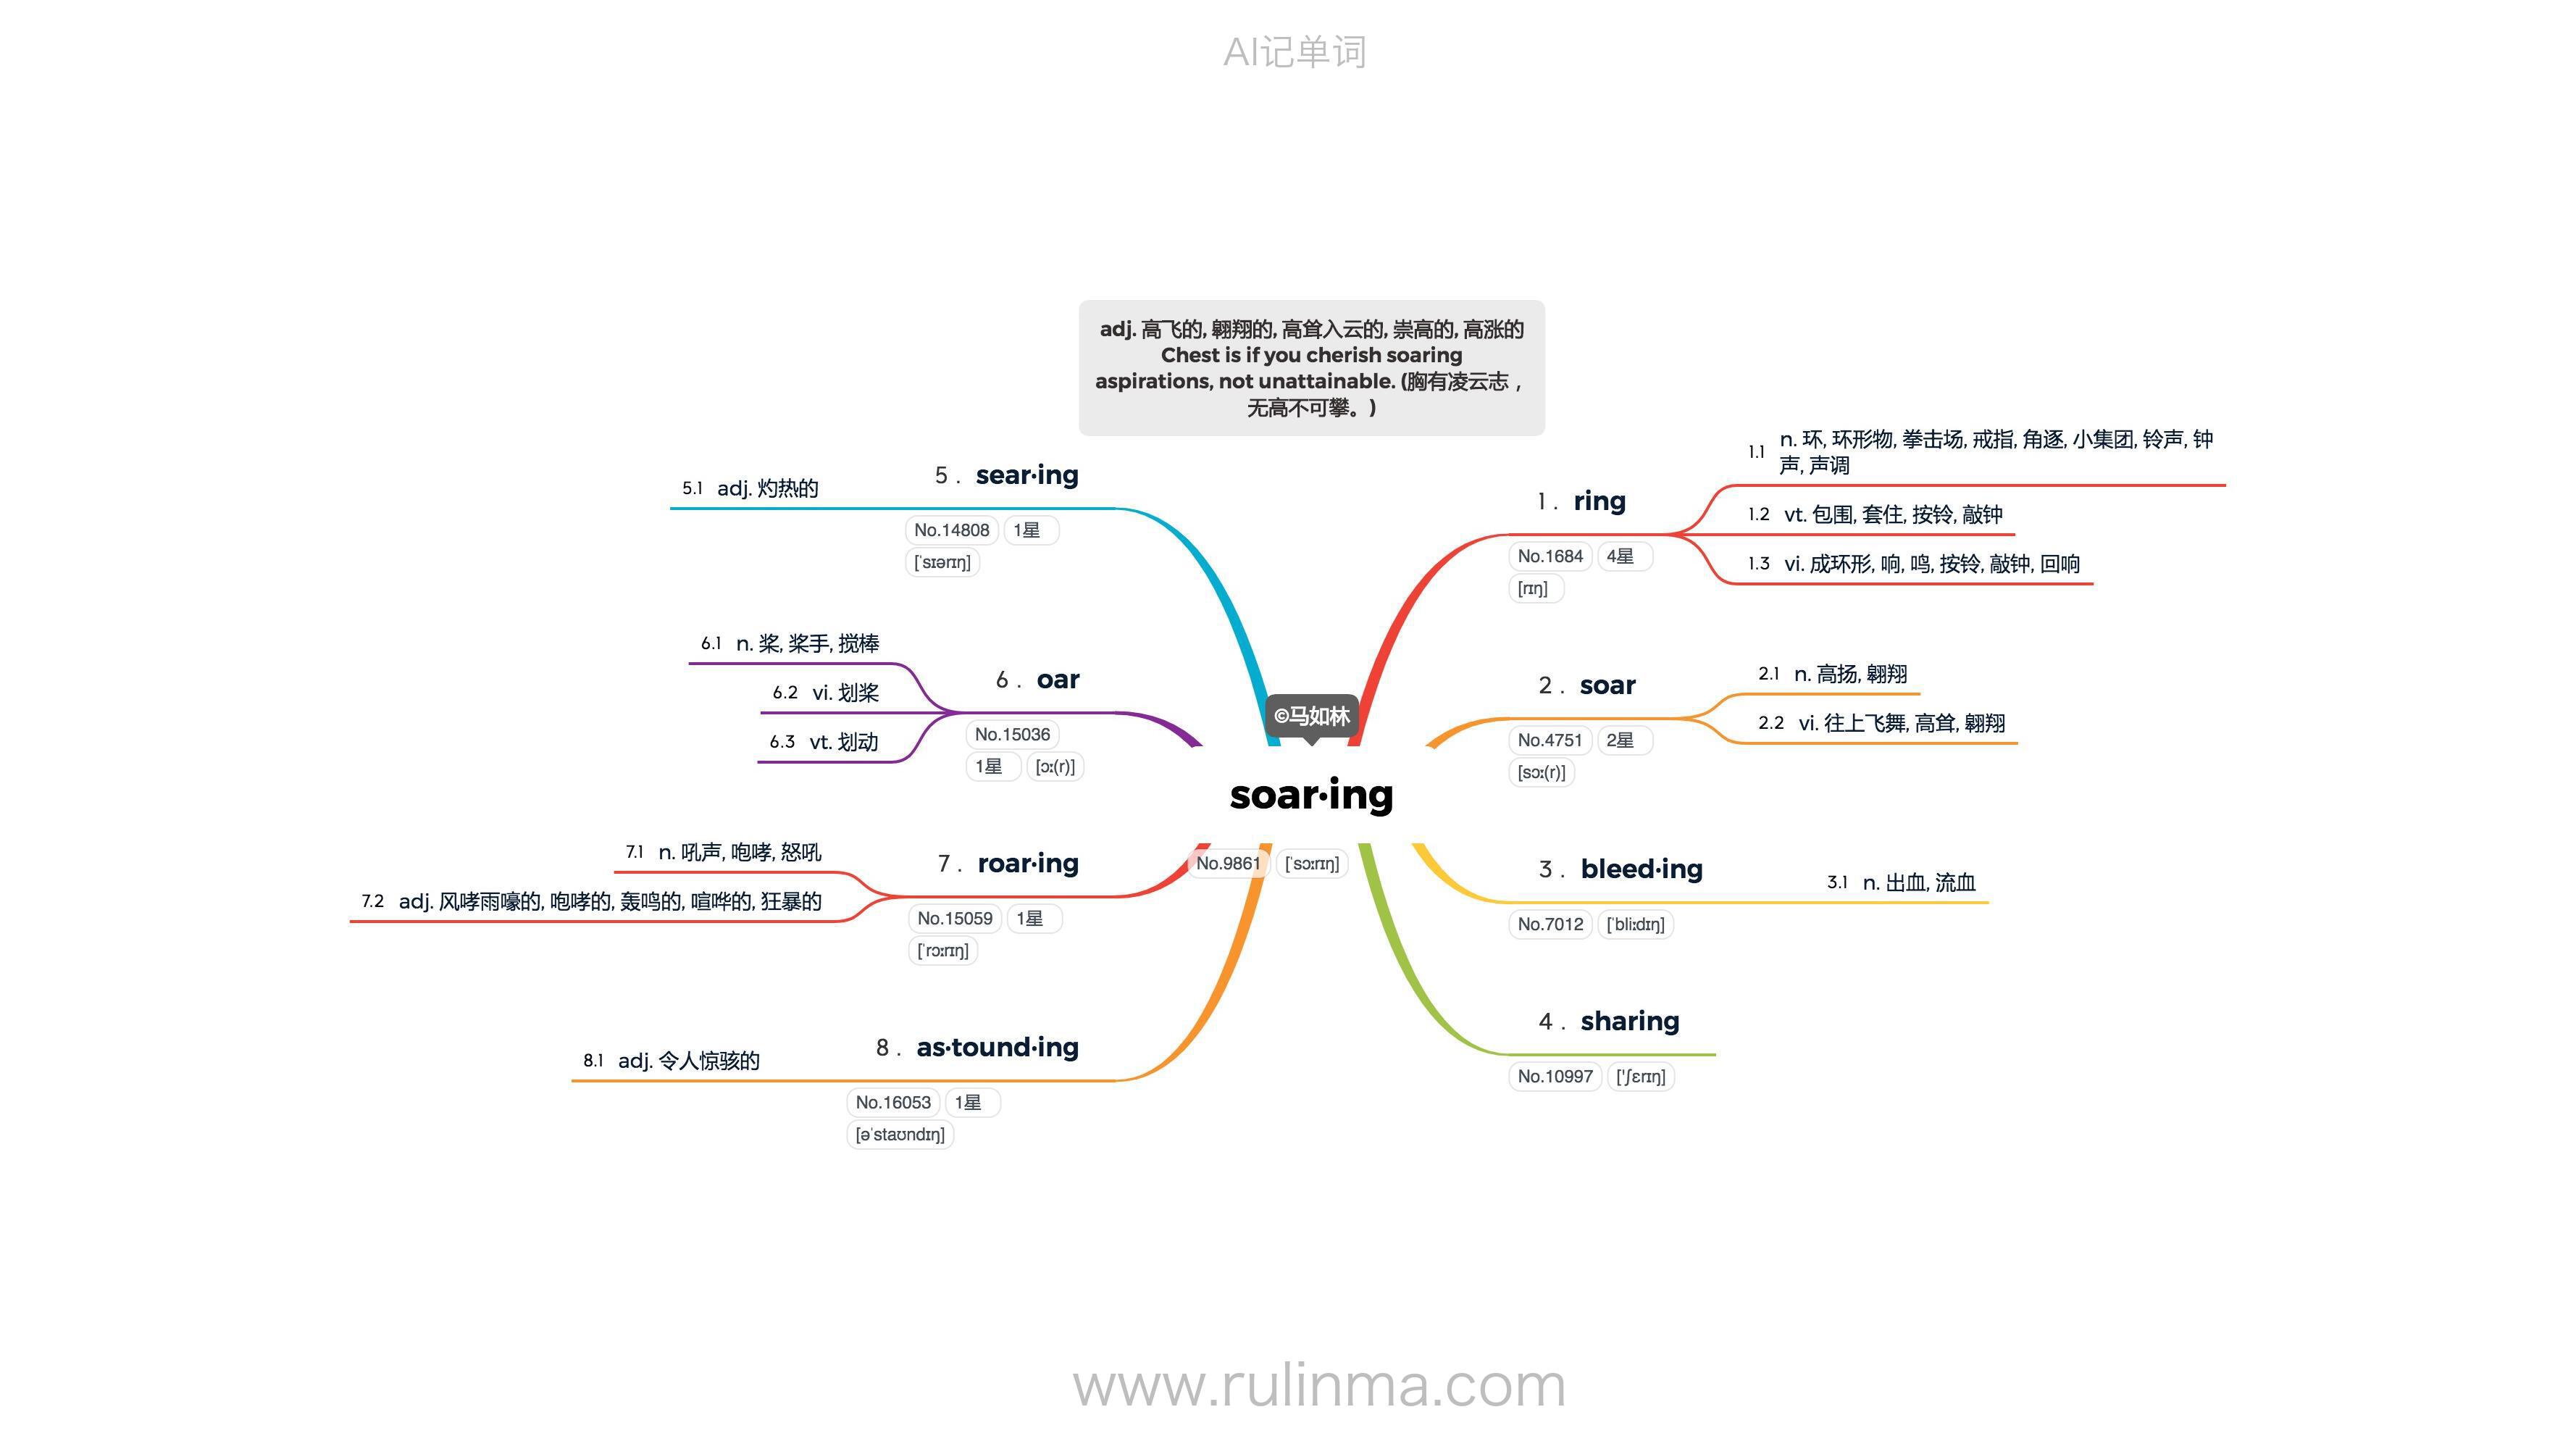 AI记单词
adj. 高飞的, 翱翔的, 高耸入云的, 崇高的, 高涨的
Chest is if you cherish soaring
aspirations, not unattainable. (胸有凌云志，
无高不可攀。)
©马如林
soar·ing
No.9861 [ˈsɔːrɪŋ]
1. ring
No.1684 4星
[rɪŋ]
1.1 n. 环, 环形物, 拳击场, 戒指, 角逐, 小集团, 铃声, 钟
声, 声调
1.2 vt. 包围, 套住, 按铃, 敲钟
1.3 vi. 成环形, 响, 鸣, 按铃, 敲钟, 回响
2. soar
No.4751 2星
[sɔː(r)]
2.1 n. 高扬, 翱翔
2.2 vi. 往上飞舞, 高耸, 翱翔
3. bleed·ing
No.7012 [ˈbliːdɪŋ]
3.1 n. 出血, 流血
4. sharing
No.10997 ['ʃɛrɪŋ]
5. sear·ing
No.14808 1星
[ˈsɪərɪŋ]
5.1 adj. 灼热的
6. oar
No.15036
1星 [ɔː(r)]
6.1 n. 桨, 桨手, 搅棒
6.2 vi. 划桨
6.3 vt. 划动
7. roar·ing
No.15059 1星
[ˈrɔːrɪŋ]
7.1 n. 吼声, 咆哮, 怒吼
7.2 adj. 风哮雨嚎的, 咆哮的, 轰鸣的, 喧哗的, 狂暴的
8. as·tound·ing
No.16053 1星
[əˈstaʊndɪŋ]
8.1 adj. 令人惊骇的
www.rulinma.com